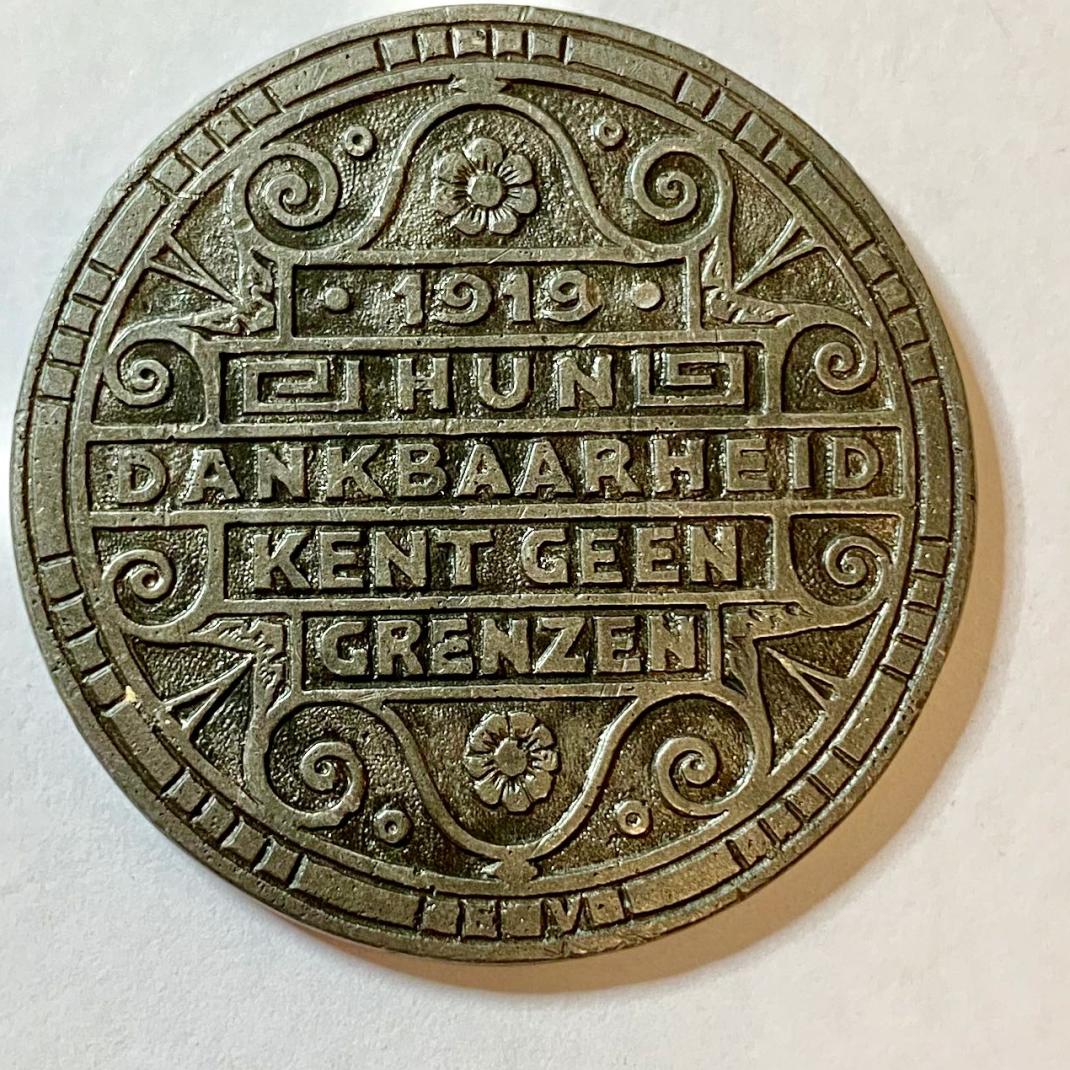 1919
HUN
DANKBAARHEID
KENT GEEN
GRENZEN
E V